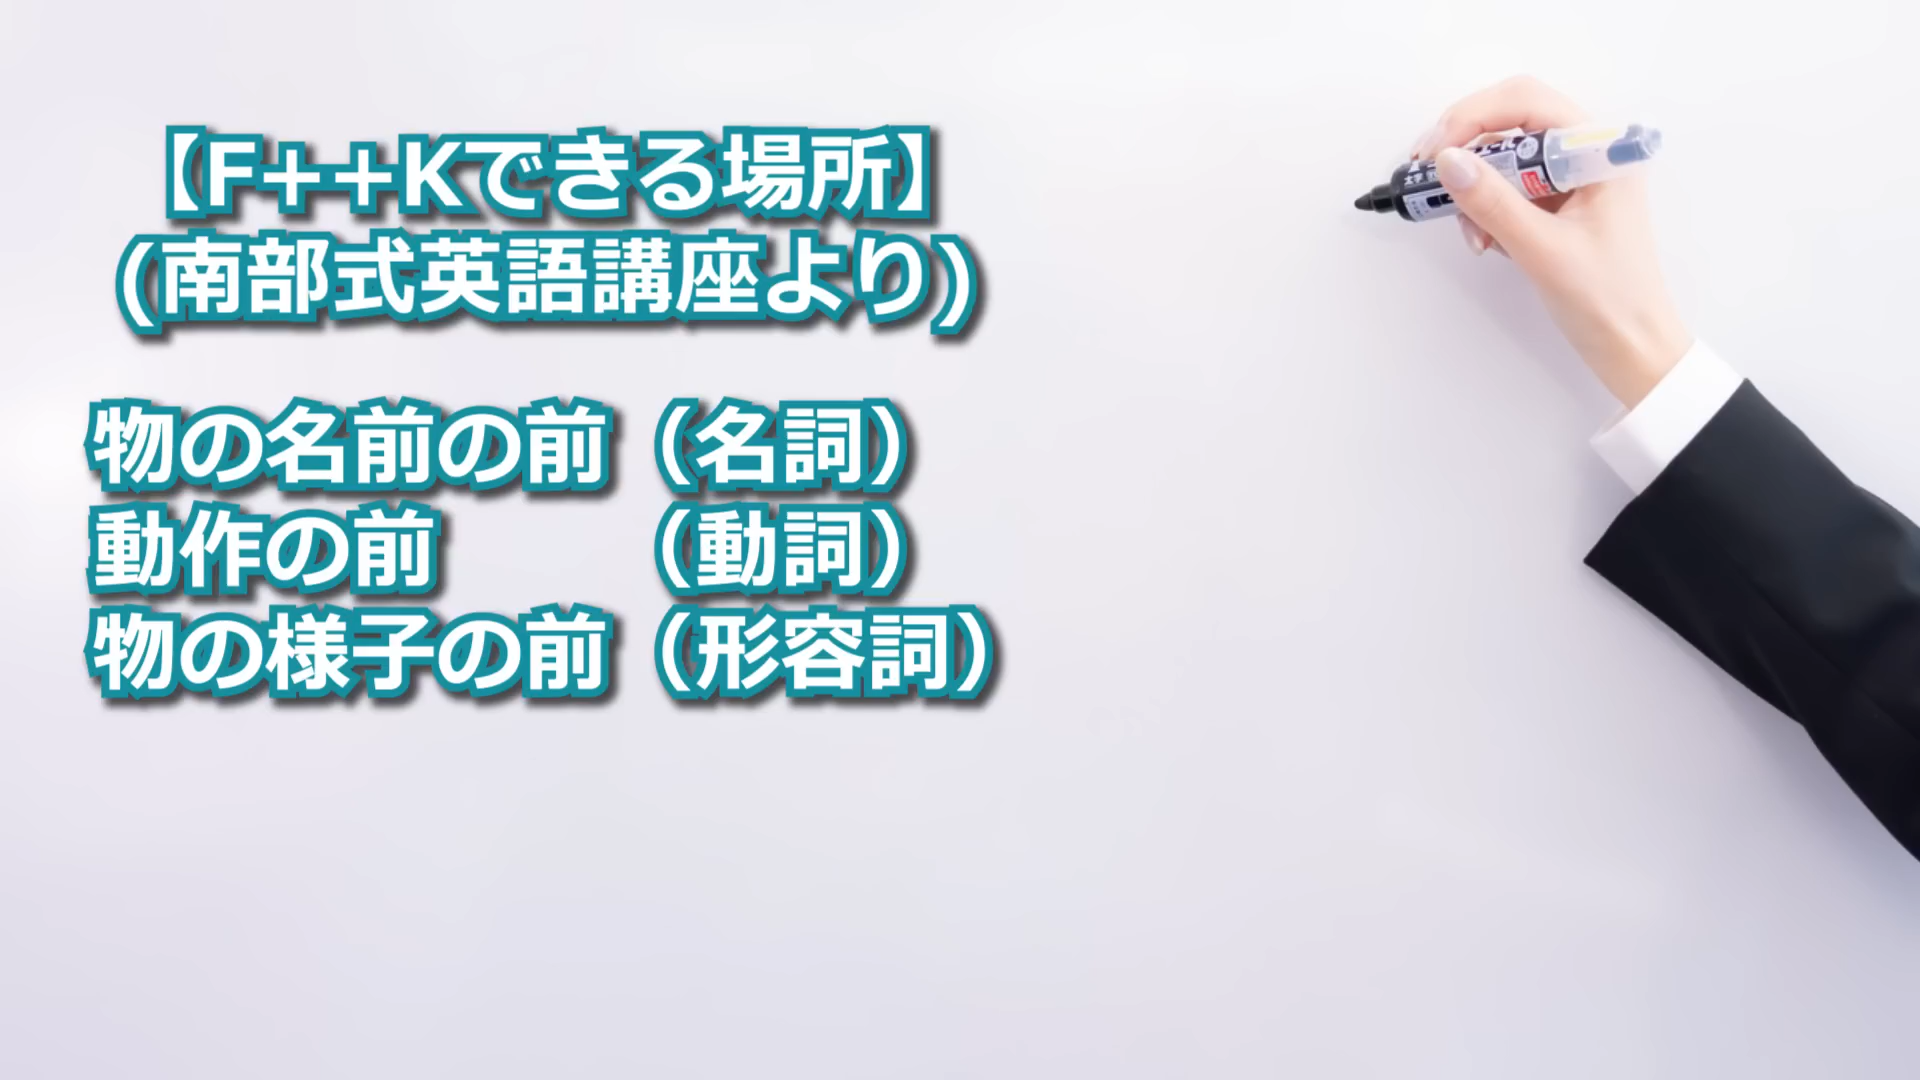 【F++Kできる場所】
(南部式英語講座より)
物の名前の前（名詞）
動作の前　　（動詞）
物の様子の前（形容詞）